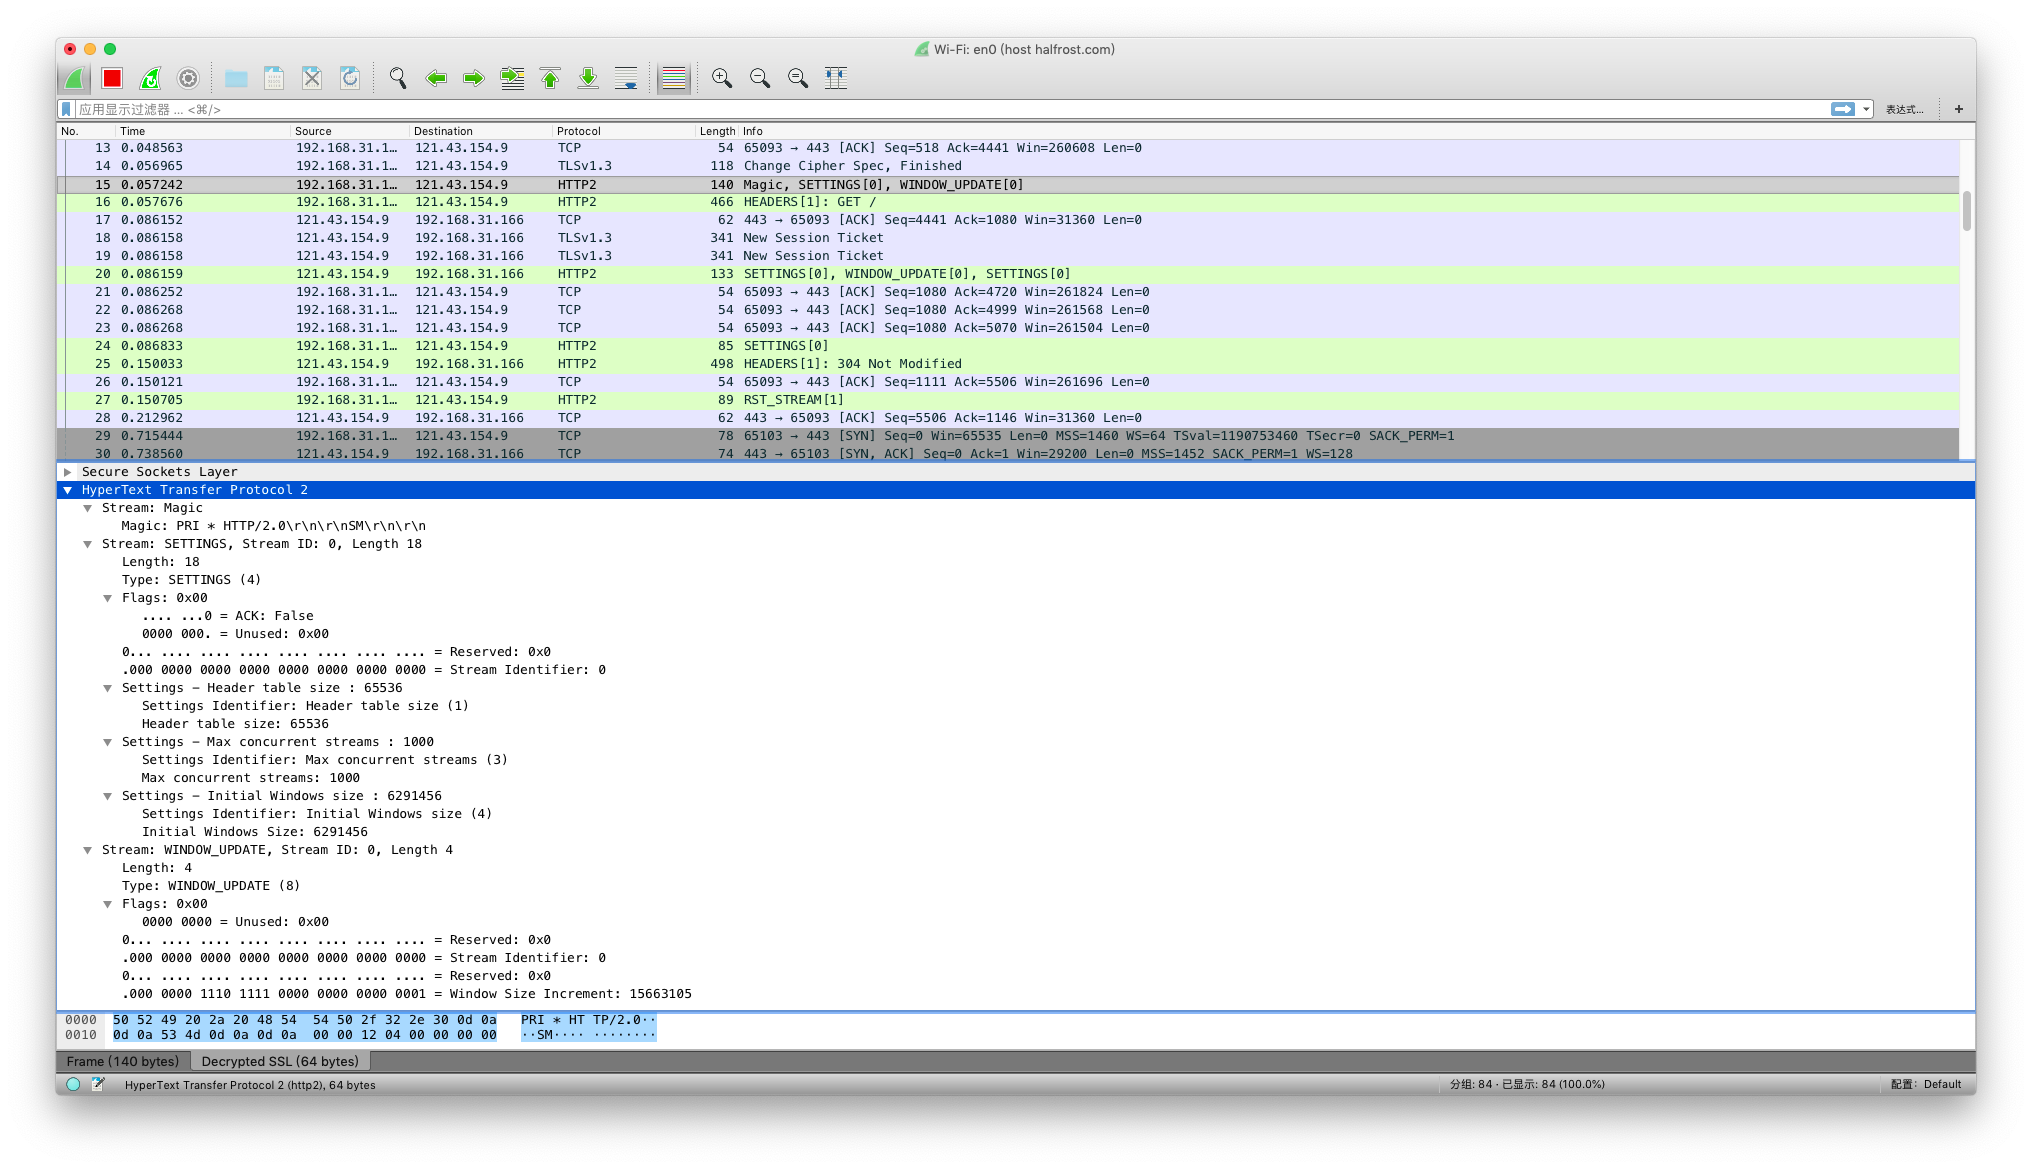 Wi-Fi: en0 (host halfrost.com)
应用显示过滤器 … <⌘/>
表达式… +
No. Time Source Destination Protocol Length Info
13 0.048563 192.168.31.1… 121.43.154.9 TCP 54 65093 → 443 [ACK] Seq=518 Ack=4441 Win=260608 Len=0
14 0.056965 192.168.31.1… 121.43.154.9 TLSv1.3 118 Change Cipher Spec, Finished
15 0.057242 192.168.31.1… 121.43.154.9 HTTP2 140 Magic, SETTINGS[0], WINDOW_UPDATE[0]
16 0.057676 192.168.31.1… 121.43.154.9 HTTP2 466 HEADERS[1]: GET /
17 0.086152 121.43.154.9 192.168.31.166 TCP 62 443 → 65093 [ACK] Seq=4441 Ack=1080 Win=31360 Len=0
18 0.086158 121.43.154.9 192.168.31.166 TLSv1.3 341 New Session Ticket
19 0.086158 121.43.154.9 192.168.31.166 TLSv1.3 341 New Session Ticket
20 0.086159 121.43.154.9 192.168.31.166 HTTP2 133 SETTINGS[0], WINDOW_UPDATE[0], SETTINGS[0]
21 0.086252 192.168.31.1… 121.43.154.9 TCP 54 65093 → 443 [ACK] Seq=1080 Ack=4720 Win=261824 Len=0
22 0.086268 192.168.31.1… 121.43.154.9 TCP 54 65093 → 443 [ACK] Seq=1080 Ack=4999 Win=261568 Len=0
23 0.086268 192.168.31.1… 121.43.154.9 TCP 54 65093 → 443 [ACK] Seq=1080 Ack=5070 Win=261504 Len=0
24 0.086833 192.168.31.1… 121.43.154.9 HTTP2 85 SETTINGS[0]
25 0.150033 121.43.154.9 192.168.31.166 HTTP2 498 HEADERS[1]: 304 Not Modified
26 0.150121 192.168.31.1… 121.43.154.9 TCP 54 65093 → 443 [ACK] Seq=1111 Ack=5506 Win=261696 Len=0
27 0.150705 192.168.31.1… 121.43.154.9 HTTP2 89 RST_STREAM[1]
28 0.212962 121.43.154.9 192.168.31.166 TCP 62 443 → 65093 [ACK] Seq=5506 Ack=1146 Win=31360 Len=0
29 0.715444 192.168.31.1… 121.43.154.9 TCP 78 65103 → 443 [SYN] Seq=0 Win=65535 Len=0 MSS=1460 WS=64 TSval=1190753460 TSecr=0 SACK_PERM=1
30 0.738560 121.43.154.9 192.168.31.166 TCP 74 443 → 65103 [SYN, ACK] Seq=0 Ack=1 Win=29200 Len=0 MSS=1452 SACK_PERM=1 WS=128
Secure Sockets Layer
HyperText Transfer Protocol 2
Stream: Magic
Magic: PRI * HTTP/2.0\r\n\r\nSM\r\n\r\n
Stream: SETTINGS, Stream ID: 0, Length 18
Length: 18
Type: SETTINGS (4)
Flags: 0x00
.... ...0 = ACK: False
0000 000. = Unused: 0x00
0... .... .... .... .... .... .... .... = Reserved: 0x0
.000 0000 0000 0000 0000 0000 0000 0000 = Stream Identifier: 0
Settings – Header table size : 65536
Settings Identifier: Header table size (1)
Header table size: 65536
Settings – Max concurrent streams : 1000
Settings Identifier: Max concurrent streams (3)
Max concurrent streams: 1000
Settings – Initial Windows size : 6291456
Settings Identifier: Initial Windows size (4)
Initial Windows Size: 6291456
Stream: WINDOW_UPDATE, Stream ID: 0, Length 4
Length: 4
Type: WINDOW_UPDATE (8)
Flags: 0x00
0000 0000 = Unused: 0x00
0... .... .... .... .... .... .... .... = Reserved: 0x0
.000 0000 0000 0000 0000 0000 0000 0000 = Stream Identifier: 0
0... .... .... .... .... .... .... .... = Reserved: 0x0
.000 0000 1110 1111 0000 0000 0000 0001 = Window Size Increment: 15663105
0000 50 52 49 20 2a 20 48 54 54 50 2f 32 2e 30 0d 0a PRI * HT TP/2.0··
0010 0d 0a 53 4d 0d 0a 0d 0a 00 00 12 04 00 00 00 00 ··SM···· ········
Frame (140 bytes) Decrypted SSL (64 bytes)
HyperText Transfer Protocol 2 (http2), 64 bytes 分组: 84 · 已显示: 84 (100.0%) 配置: Default